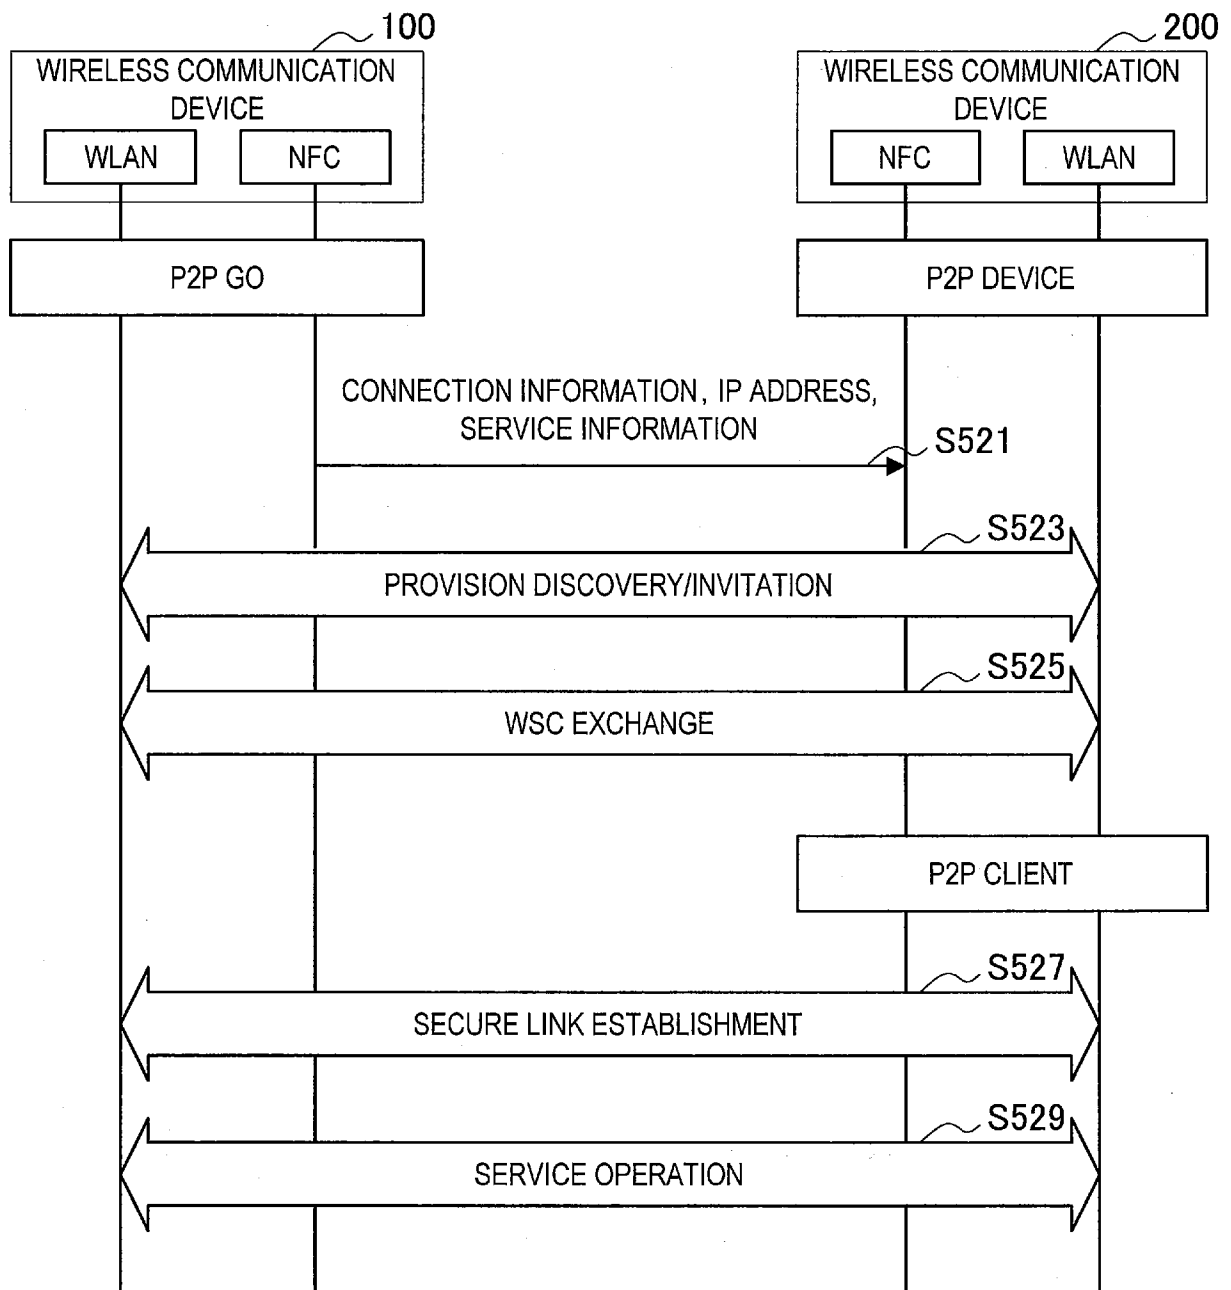 100
200
WIRELESS COMMUNICATION
DEVICE
WIRELESS COMMUNICATION
DEVICE
WLAN
NFC
NFC
WLAN
P2P GO
P2P DEVICE
CONNECTION INFORMATION, IP ADDRESS,
SERVICE INFORMATION
S521
S523
PROVISION DISCOVERY/INVITATION
S525
WSC EXCHANGE
P2P CLIENT
S527
SECURE LINK ESTABLISHMENT
S529
SERVICE OPERATION